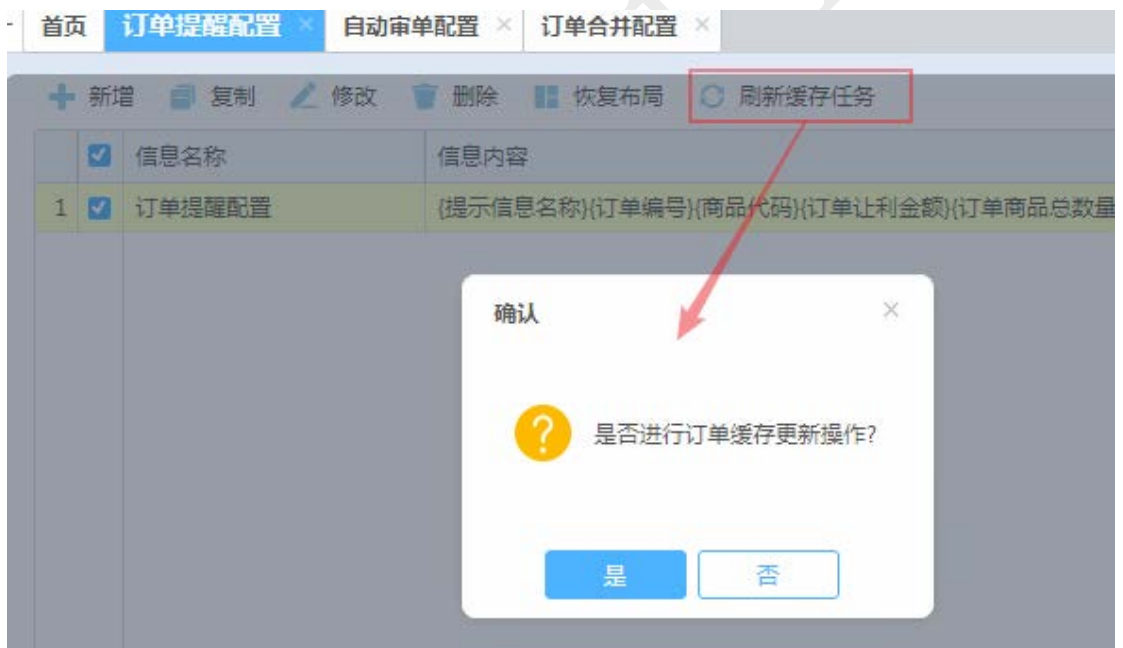 首页 订单提醒配置 × 自动审单配置 × 订单合并配置 ×
新增 复制 修改 删除 恢复布局 刷新缓存任务
信息名称 信息内容
1 订单提醒配置 {提示信息名称}{订单编号}{商品代码}{订单让利金额}{订单商品总数量
确认 ×
? 是否进行订单缓存更新操作?
是 否